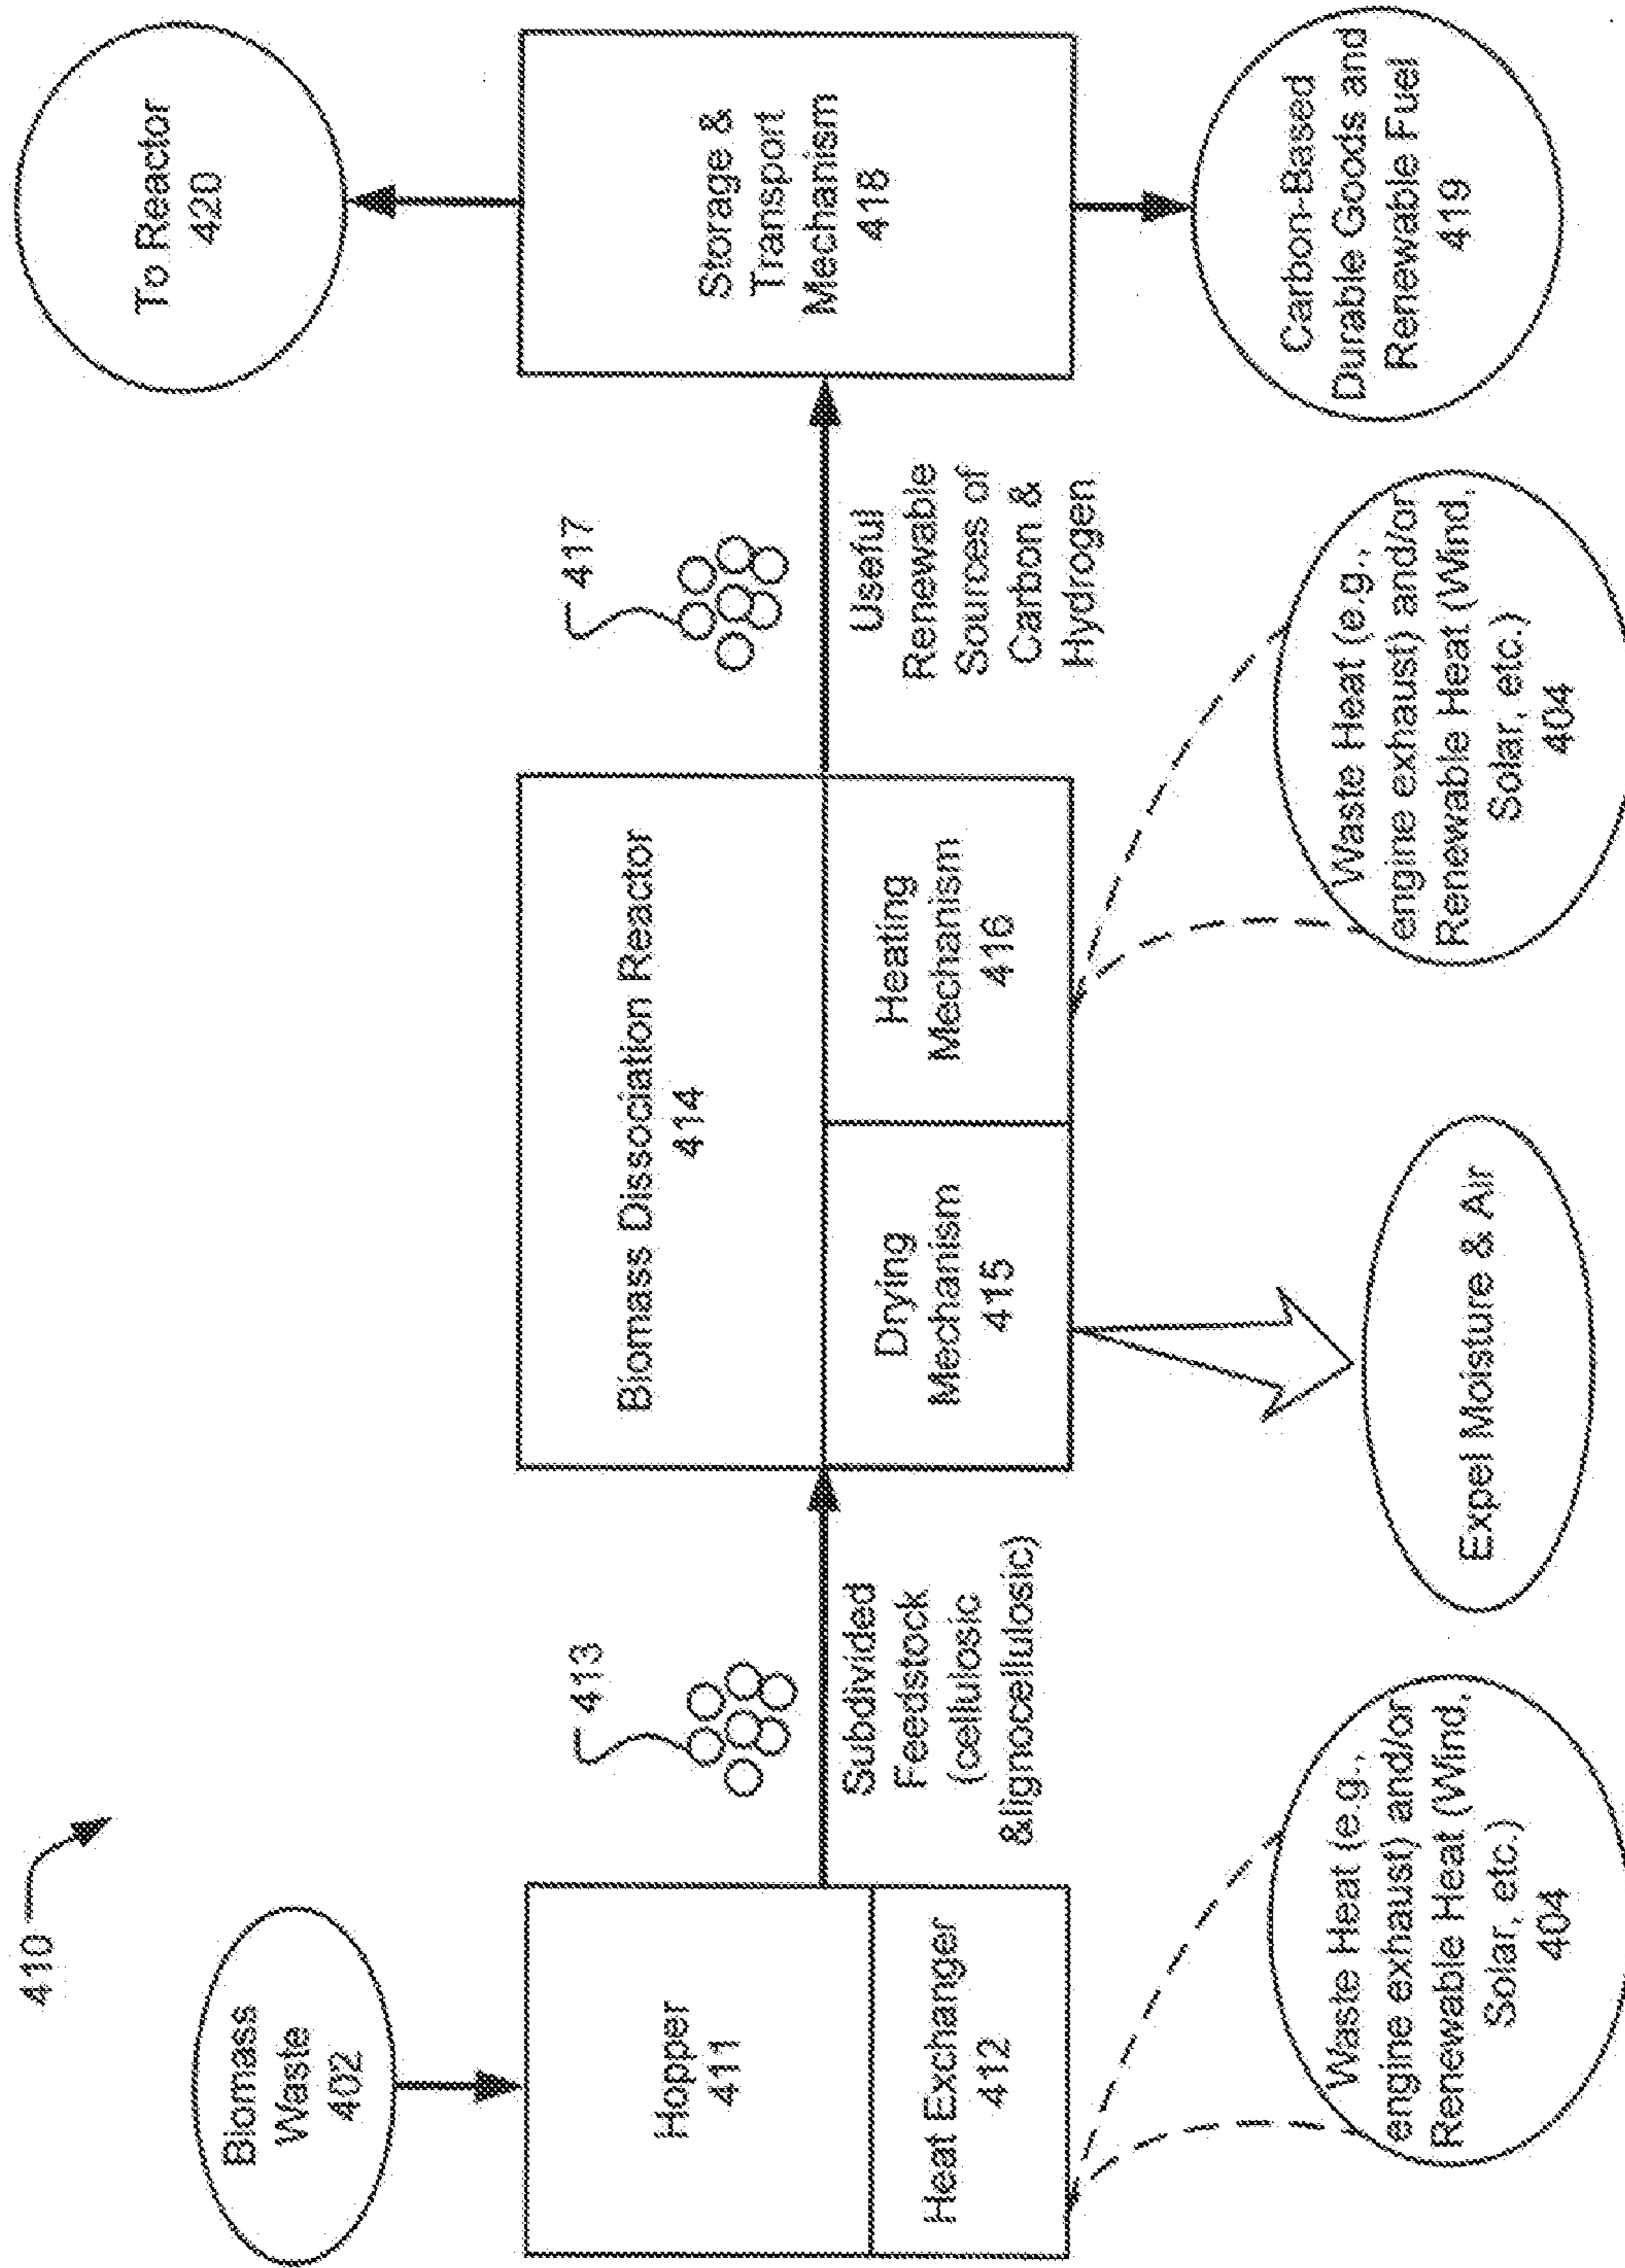 410
Biomass
Waste
402
Hopper
411
Heat Exchanger
412
Waste Heat (e.g.,
engine exhaust) and/or
Renewable Heat (Wind,
Solar, etc.)
404
413
Subdivided
Feedstock
(cellulosic
&lignocellulosic)
Biomass Dissociation Reactor
414
Drying
Mechanism
415
Heating
Mechanism
416
Expel Moisture & Air
Waste Heat (e.g.,
engine exhaust) and/or
Renewable Heat (Wind,
Solar, etc.)
404
417
Useful
Renewable
Sources of
Carbon &
Hydrogen
To Reactor
420
Storage &
Transport
Mechanism
418
Carbon-Based
Durable Goods and
Renewable Fuel
419